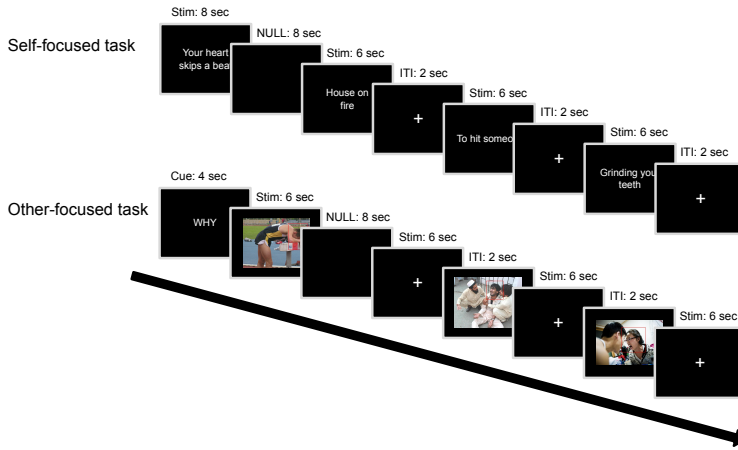 Stim: 8 sec
Self-focused task
Your heart
skips a bea
NULL: 8 sec
Stim: 6 sec
House on
fire
ITI: 2 sec
+
Stim: 6 sec
To hit someo
ITI: 2 sec
+
Stim: 6 sec
Grinding you
teeth
ITI: 2 sec
+
Cue: 4 sec
Other-focused task
WHY
Stim: 6 sec
NULL: 8 sec
Stim: 6 sec
+
ITI: 2 sec
Stim: 6 sec
+
ITI: 2 sec
Stim: 6 sec
+